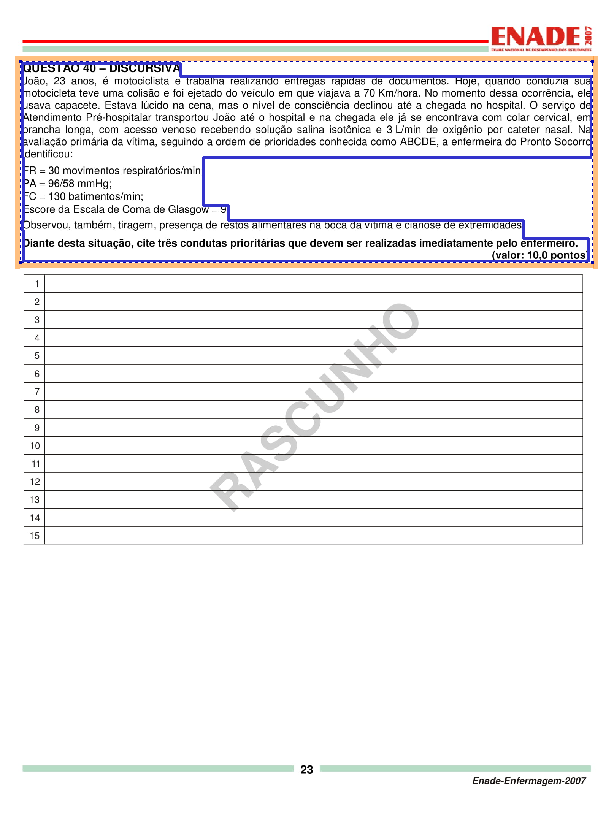 ENADE 2007
EXAME NACIONAL DE DESEMPENHO DOS ESTUDANTES
QUESTÃO 40 – DISCURSIVA
João, 23 anos, é motociclista e trabalha realizando entregas rápidas de documentos. Hoje, quando conduzia sua
motocicleta teve uma colisão e foi ejetado do veículo em que viajava a 70 Km/hora. No momento dessa ocorrência, ele
usava capacete. Estava lúcido na cena, mas o nível de consciência declinou até a chegada no hospital. O serviço de
Atendimento Pré-hospitalar transportou João até o hospital e na chegada ele já se encontrava com colar cervical, em
prancha longa, com acesso venoso recebendo solução salina isotônica e 3 L/min de oxigênio por cateter nasal. Na
avaliação primária da vítima, seguindo a ordem de prioridades conhecida como ABCDE, a enfermeira do Pronto Socorro
identificou:
FR = 30 movimentos respiratórios/min;
PA = 96/58 mmHg;
FC = 130 batimentos/min;
Escore da Escala de Coma de Glasgow = 9.
Observou, também, tiragem, presença de restos alimentares na boca da vítima e cianose de extremidades.
Diante desta situação, cite três condutas prioritárias que devem ser realizadas imediatamente pelo enfermeiro.
(valor: 10,0 pontos)
1
2
3
4
5
6
7
8
9
10
11
12
13
14
15
RASCUNHO
23
Enade-Enfermagem-2007